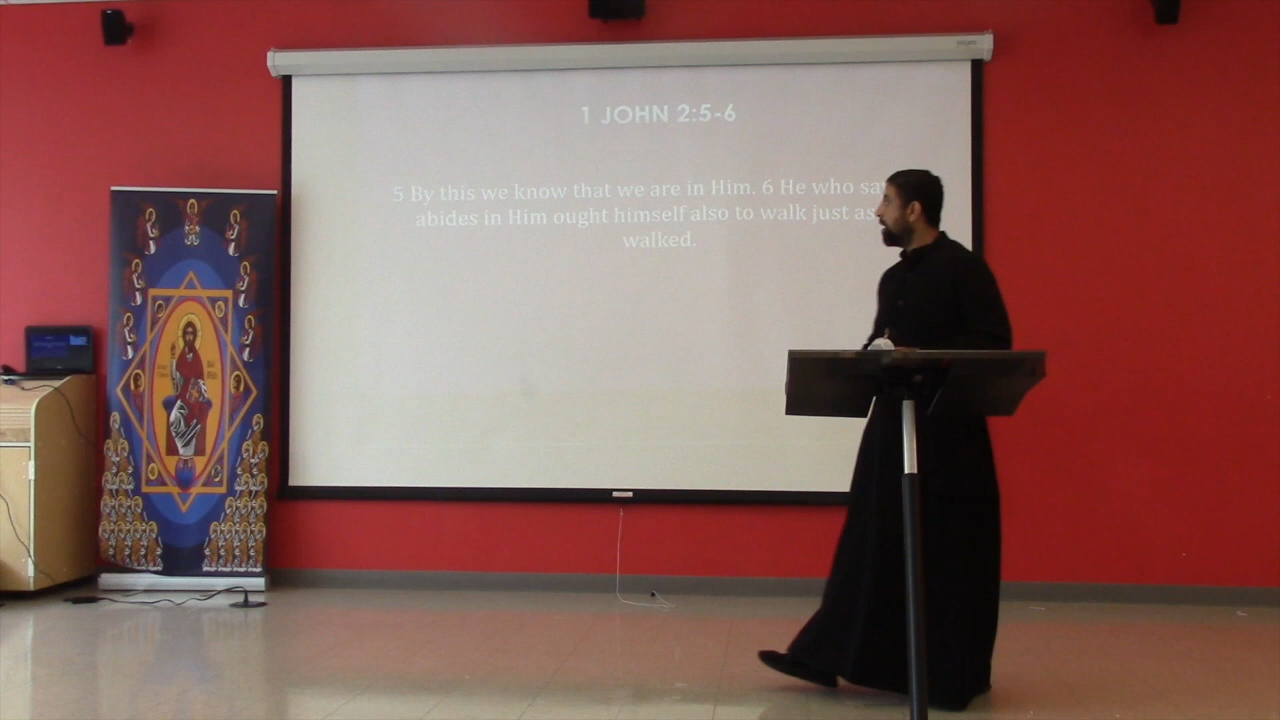 1 JOHN 2:5-6
5 By this we know that we are in Him. 6 He who
abides in Him ought himself also to walk just as
walked.